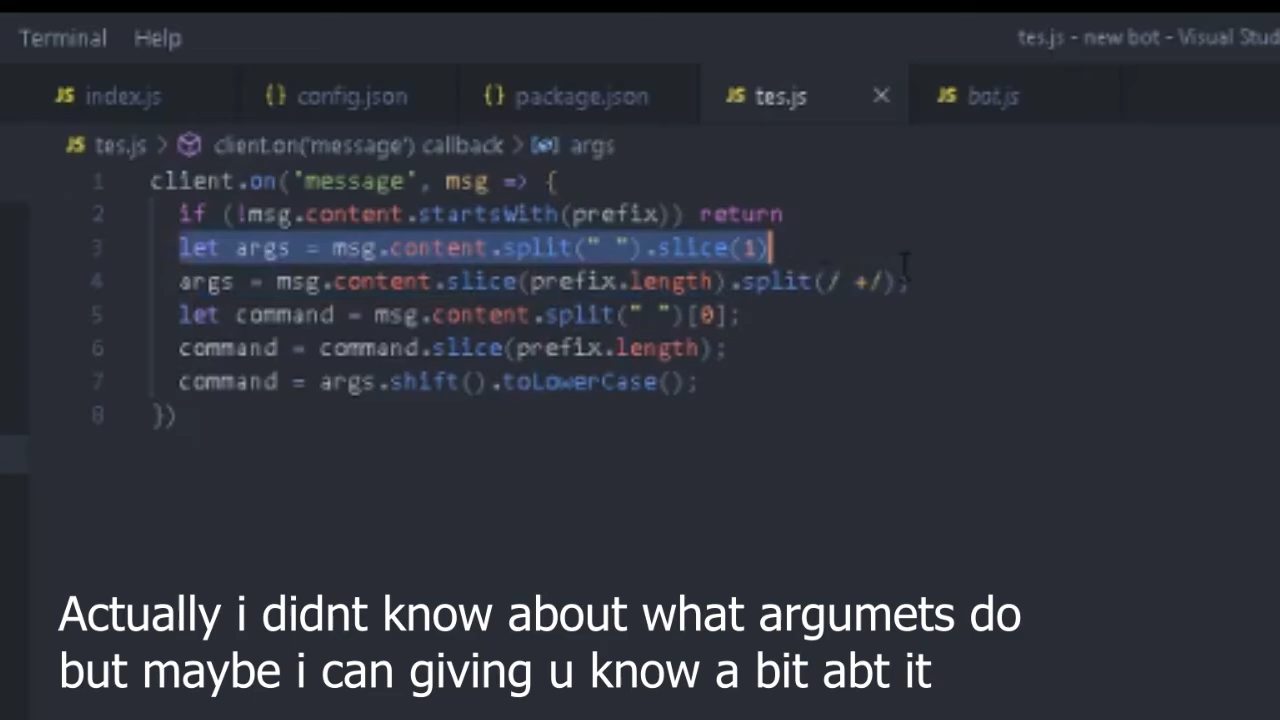 Terminal Help tes.js - new bot - Visual Stud
JS index.js {} config.json {} package.json JS tes.js × JS bot.js
JS tes.js > client.on('message') callback > args
1 client.on('message', msg => {
2 if (!msg.content.startsWith(prefix)) return
3 let args = msg.content.split(" ").slice(1)
4 args = msg.content.slice(prefix.length).split(/ +/);
5 let command = msg.content.split(" ")[0];
6 command = command.slice(prefix.length);
7 command = args.shift().toLowerCase();
8 })
Actually i didnt know about what argumets do
but maybe i can giving u know a bit abt it